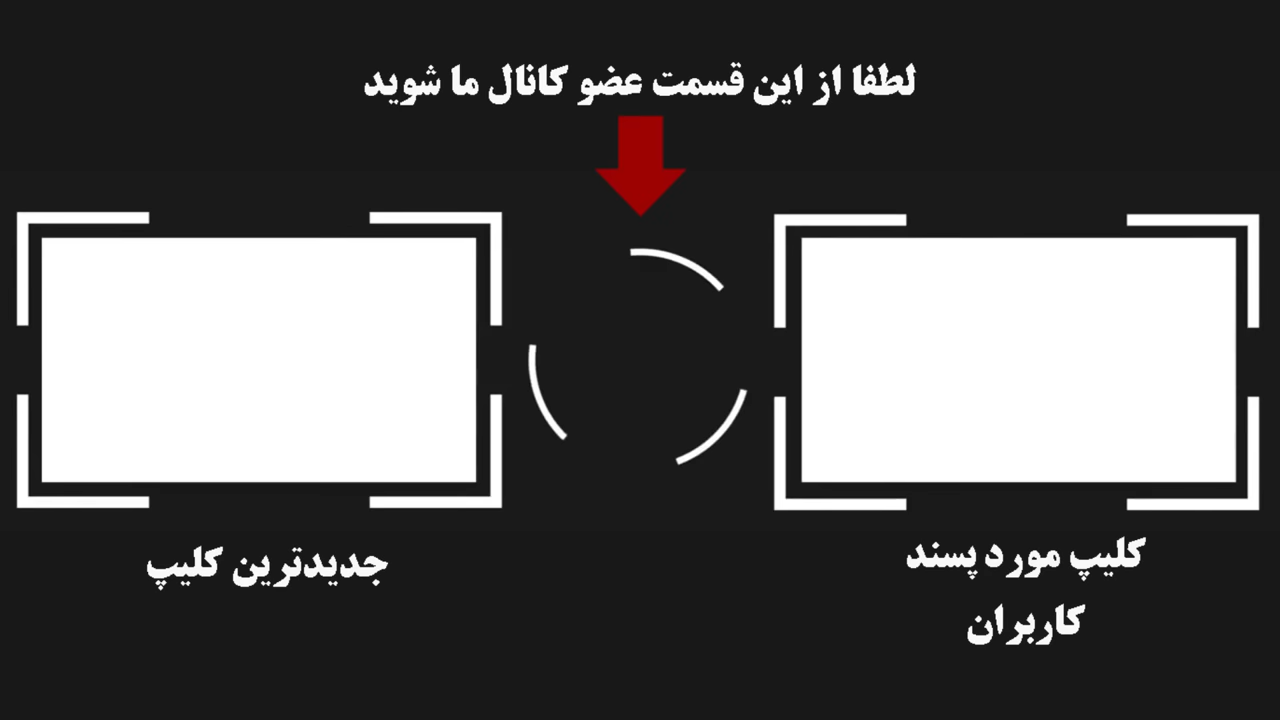 لطفا از این قسمت عضو کانال ما شوید
کلیپ مورد پسند
کاربران
جدیدترین کلیپ